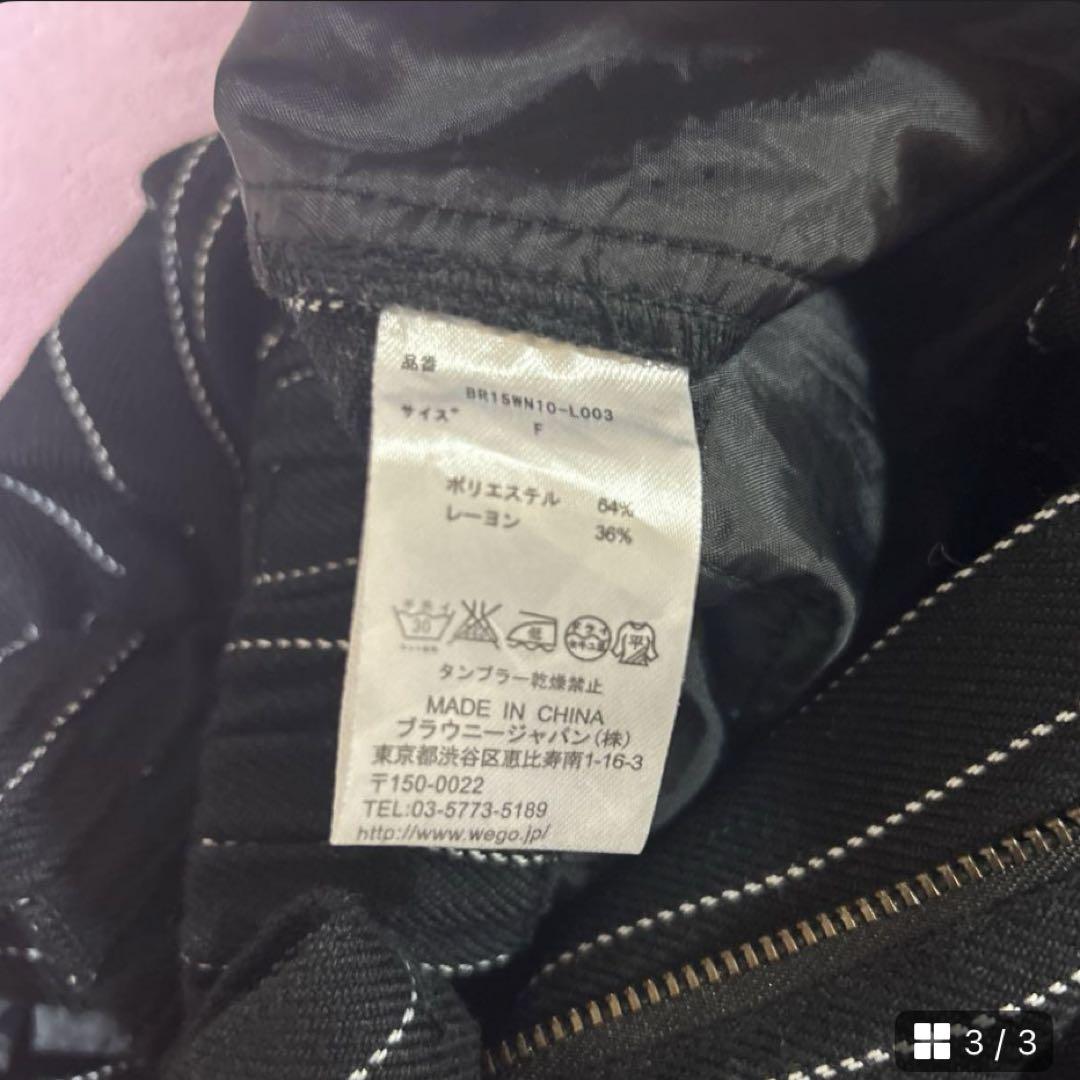 品番
BR15WN10-L003
サイズ
F
ポリエステル 64%
レーヨン 36%
30 低 平
タンブラー乾燥禁止
MADE IN CHINA
ブラウニージャパン(株)
東京都渋谷区恵比寿南1-16-3
〒150-0022
TEL:03-5773-5189
http://www.wego.jp/
3 / 3